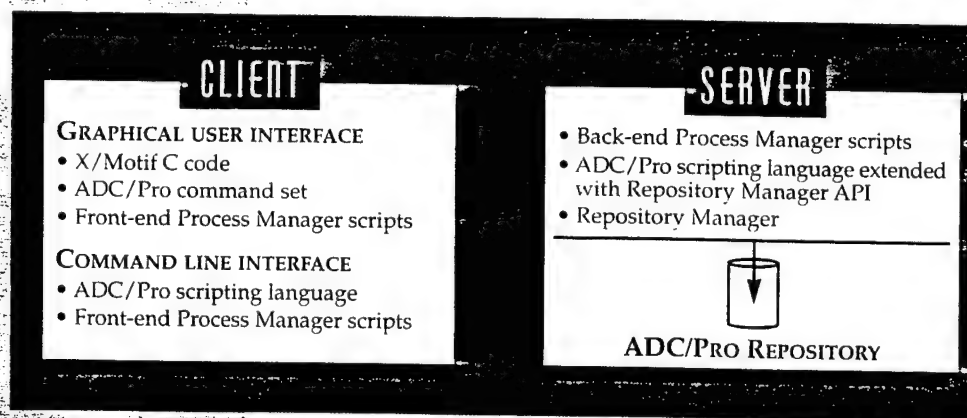 CLIENT
GRAPHICAL USER INTERFACE
• X/Motif C code
• ADC/Pro command set
• Front-end Process Manager scripts
COMMAND LINE INTERFACE
• ADC/Pro scripting language
• Front-end Process Manager scripts
SERVER
• Back-end Process Manager scripts
• ADC/Pro scripting language extended
with Repository Manager API
• Repository Manager
ADC/PRO REPOSITORY